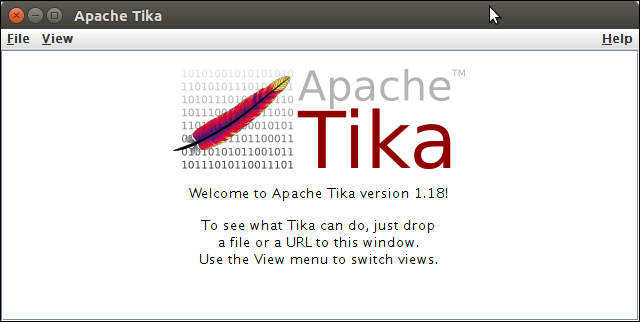 Apache Tika
File View Help
Apache™
Tika
Welcome to Apache Tika version 1.18!
To see what Tika can do, just drop
a file or a URL to this window.
Use the View menu to switch views.